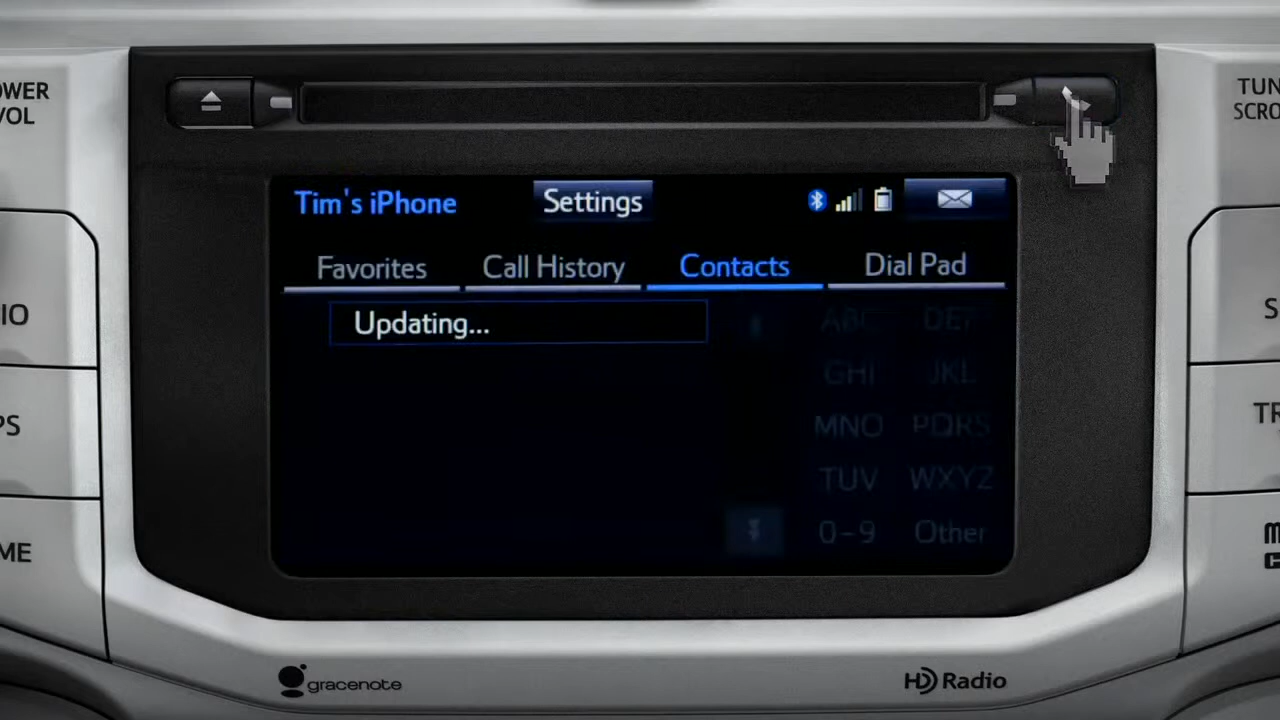 OWER
VOL
TUN
SCRO
Tim's iPhone
Settings
Favorites
Call History
Contacts
Dial Pad
Updating...
ABC
DEF
GHI
JKL
MNO
PQRS
TUV
WXYZ
0-9
Other
IO
PS
ME
S
TR
gracenote
HD Radio